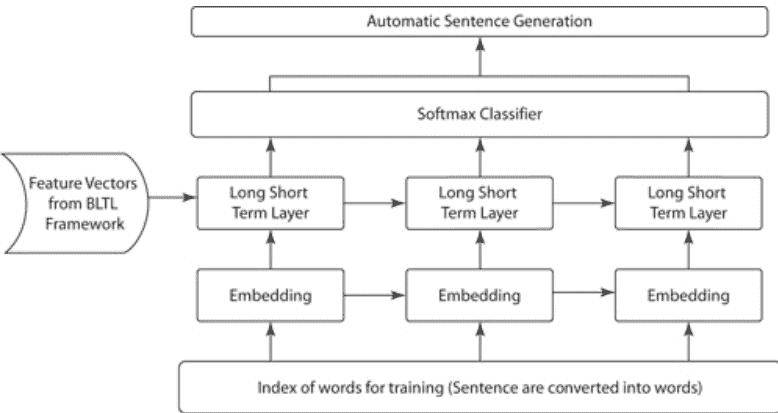 Automatic Sentence Generation
Softmax Classifier
Feature Vectors
from BLTL
Framework
Long Short
Term Layer
Long Short
Term Layer
Long Short
Term Layer
Embedding
Embedding
Embedding
Index of words for training (Sentence are converted into words)